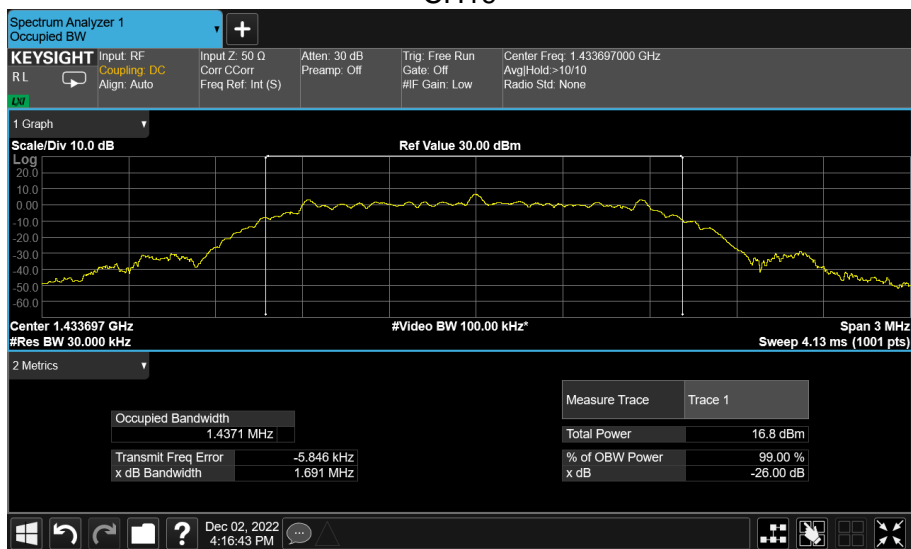 Spectrum Analyzer 1
Occupied BW
KEYSIGHT
R L
LXI
Input: RF
Coupling: DC
Align: Auto
Input Z: 50 Ω
Corr CCorr
Freq Ref: Int (S)
Atten: 30 dB
Preamp: Off
Trig: Free Run
Gate: Off
#IF Gain: Low
Center Freq: 1.433697000 GHz
Avg|Hold:>10/10
Radio Std: None
1 Graph
Scale/Div 10.0 dB
Ref Value 30.00 dBm
Log
20.0
10.0
0.00
-10.0
-20.0
-30.0
-40.0
-50.0
-60.0
Center 1.433697 GHz
#Video BW 100.00 kHz*
Span 3 MHz
#Res BW 30.000 kHz
Sweep 4.13 ms (1001 pts)
2 Metrics
Measure Trace Trace 1
Occupied Bandwidth
1.4371 MHz
Total Power 16.8 dBm
Transmit Freq Error -5.846 kHz
% of OBW Power 99.00 %
x dB Bandwidth 1.691 MHz
x dB -26.00 dB
?
Dec 02, 2022
4:16:43 PM